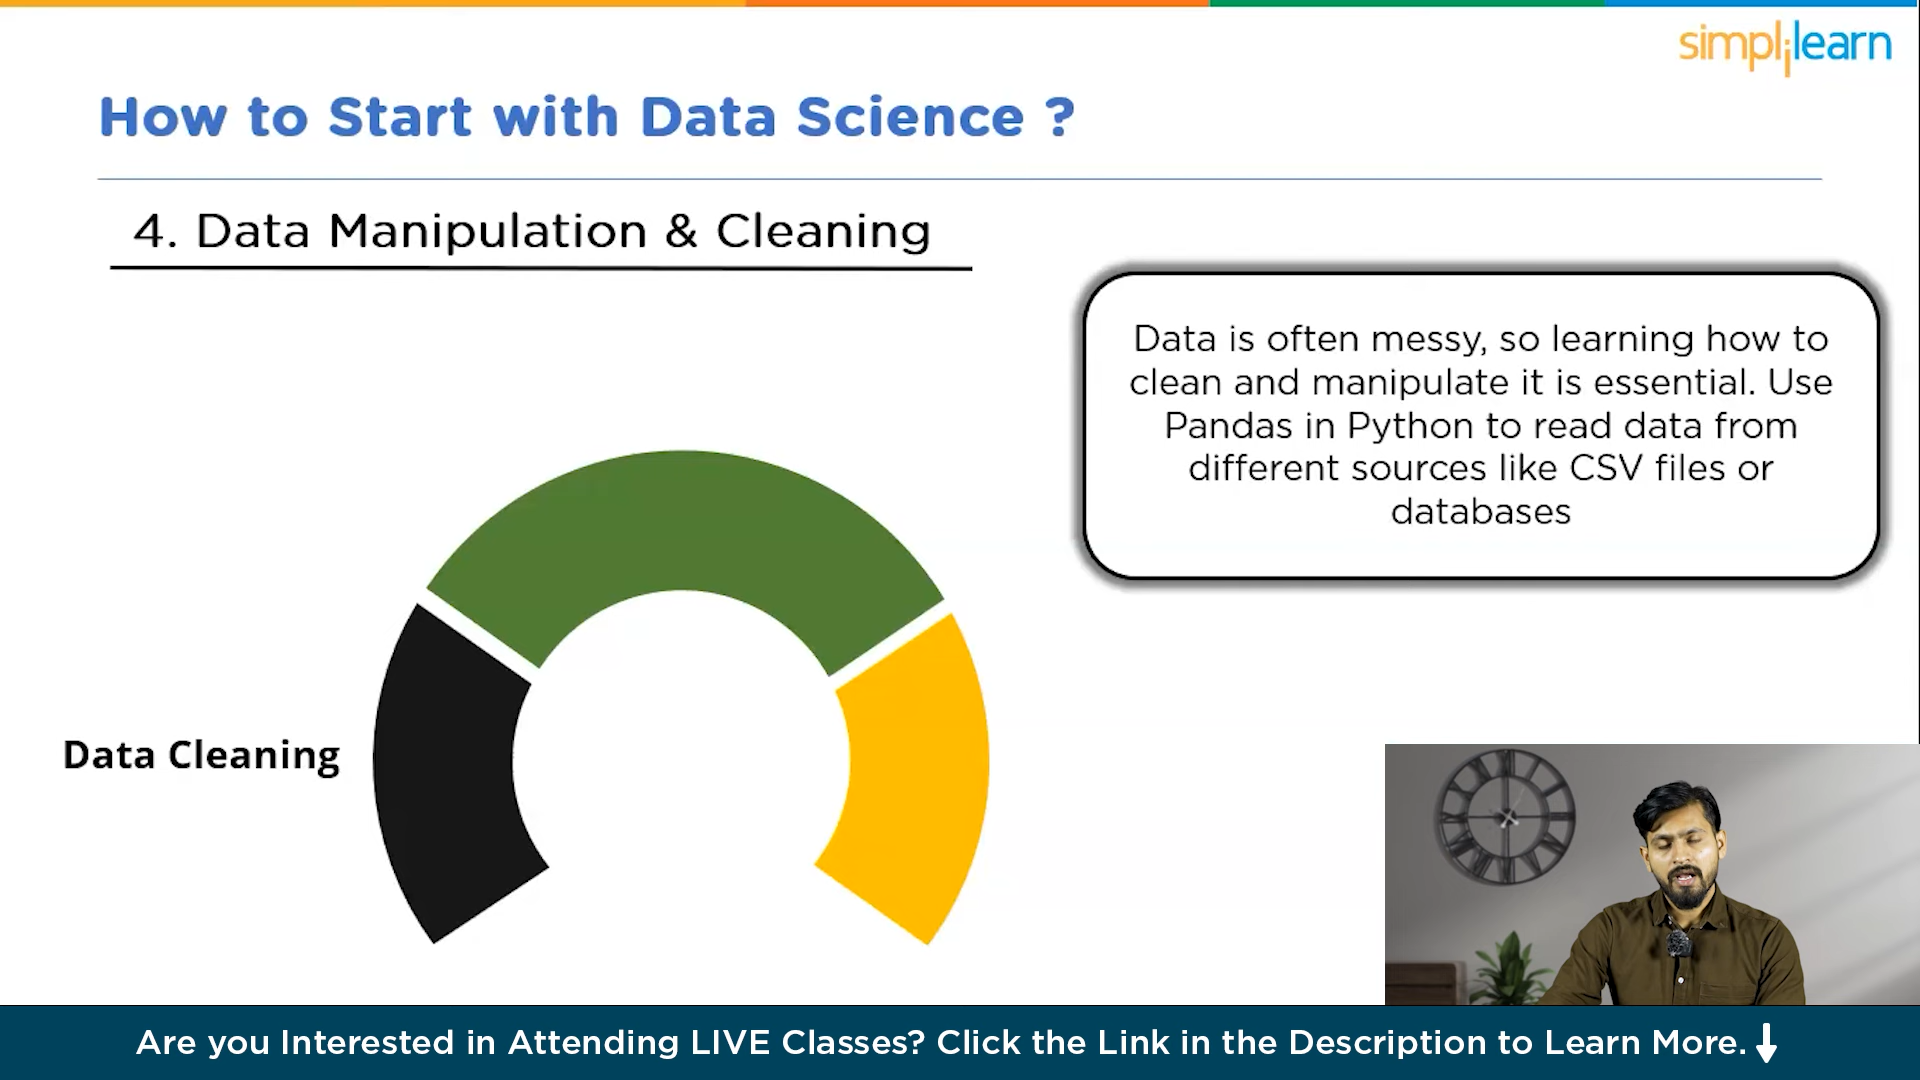 simplilearn
How to Start with Data Science ?
4. Data Manipulation & Cleaning
Data is often messy, so learning how to
clean and manipulate it is essential. Use
Pandas in Python to read data from
different sources like CSV files or
databases
Data Cleaning
Are you Interested in Attending LIVE Classes? Click the Link in the Description to Learn More.